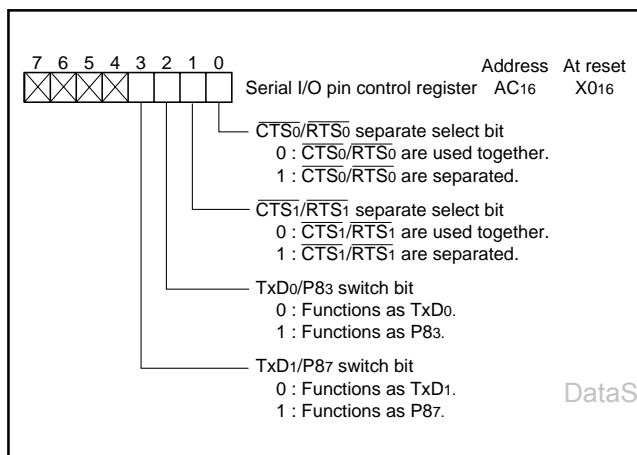 7 6 5 4 3 2 1 0
Address At reset
Serial I/O pin control register AC16 X016
CTS0/RTS0 separate select bit
0 : CTS0/RTS0 are used together.
1 : CTS0/RTS0 are separated.
CTS1/RTS1 separate select bit
0 : CTS1/RTS1 are used together.
1 : CTS1/RTS1 are separated.
TxD0/P83 switch bit
0 : Functions as TxD0.
1 : Functions as P83.
TxD1/P87 switch bit
0 : Functions as TxD1.
1 : Functions as P87.
DataS